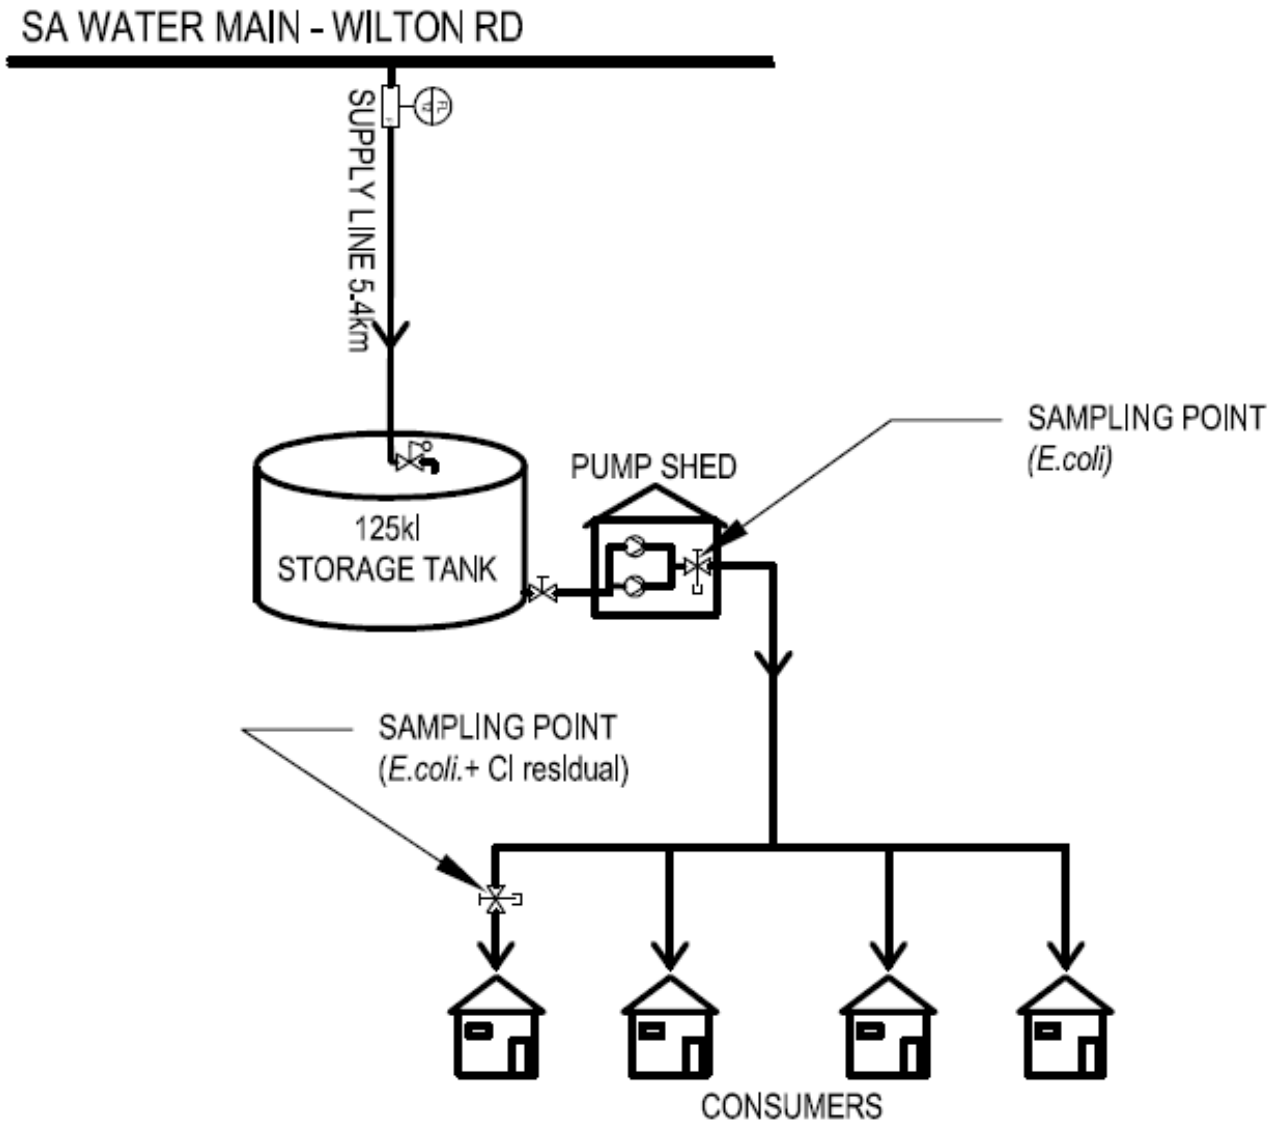 SA WATER MAIN - WILTON RD
SUPPLY LINE 5.4km
SAMPLING POINT
(E.coli)
PUMP SHED
125kl
STORAGE TANK
SAMPLING POINT
(E.coli.+ Cl residual)
CONSUMERS